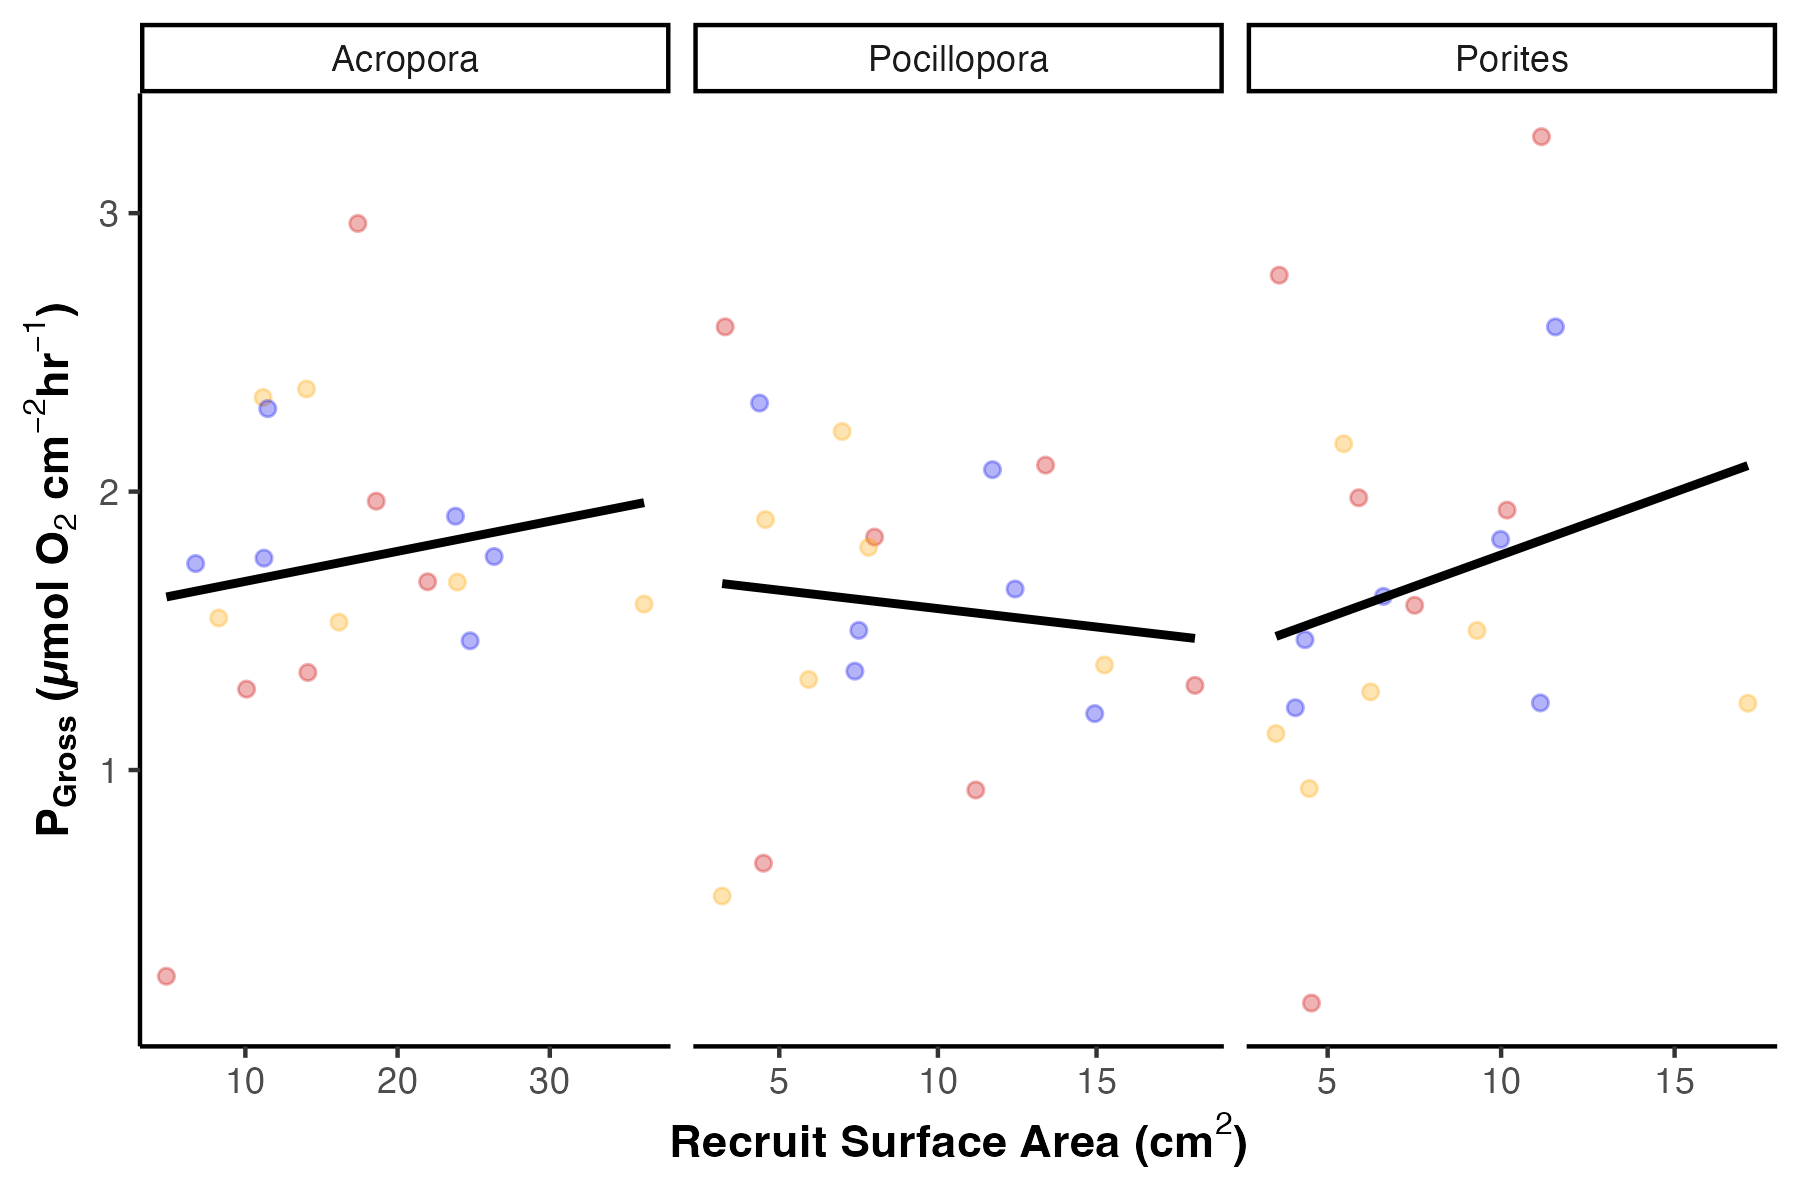 Acropora Pocillopora Porites
P_Gross (µmol O₂ cm⁻²hr⁻¹)
3
2
1
10 20 30 5 10 15 5 10 15
Recruit Surface Area (cm²)